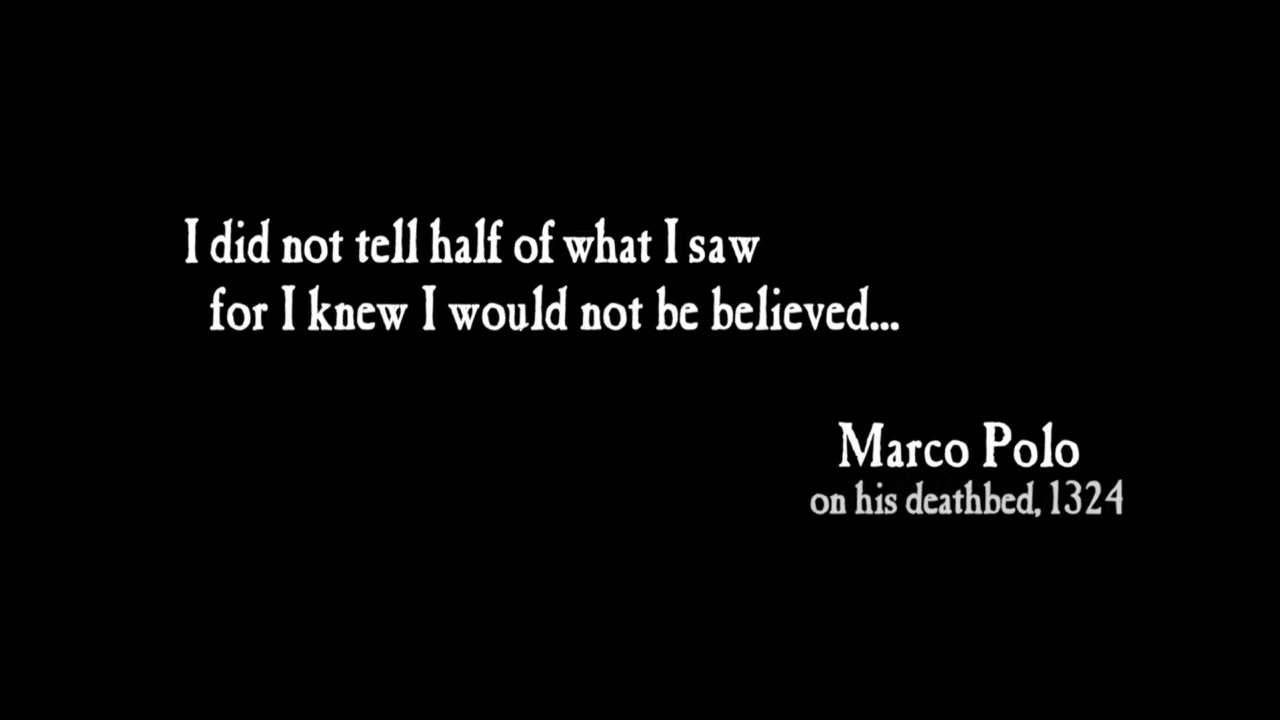 I did not tell half of what I saw
for I knew I would not be believed...
Marco Polo
on his deathbed, 1324